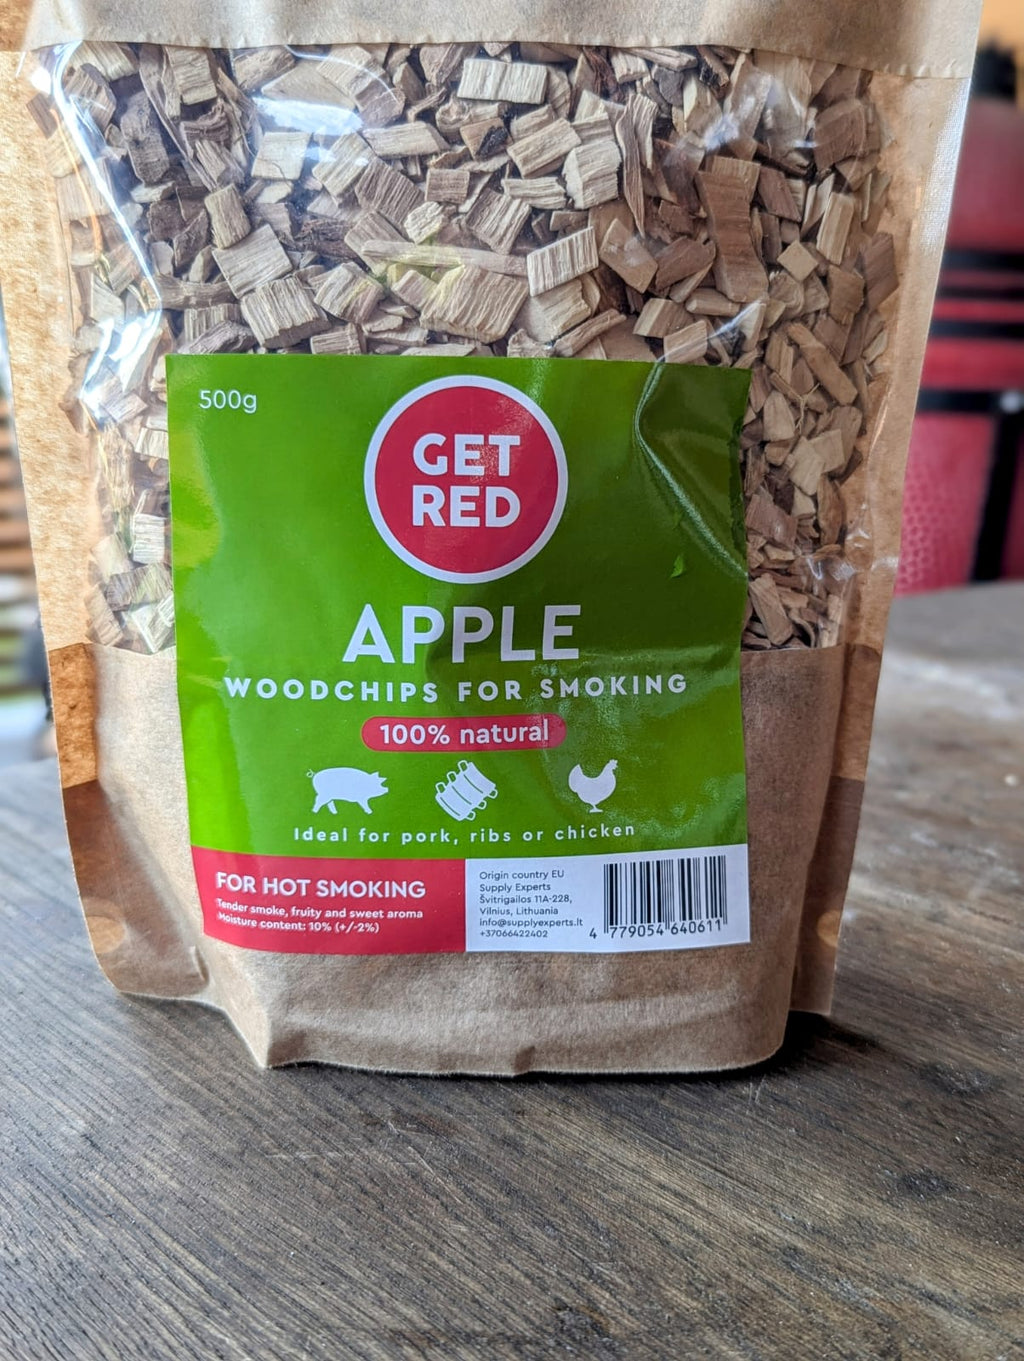 500g
GET
RED
APPLE
WOODCHIPS FOR SMOKING
100% natural
Ideal for pork, ribs or chicken
FOR HOT SMOKING
Tender smoke, fruity and sweet aroma
Moisture content: 10% (+/-2%)
Origin country EU
Supply Experts
Švitrigailos 11A-228,
Vilnius, Lithuania
info@supplyexperts.lt
+37066422402
4 779054 640611